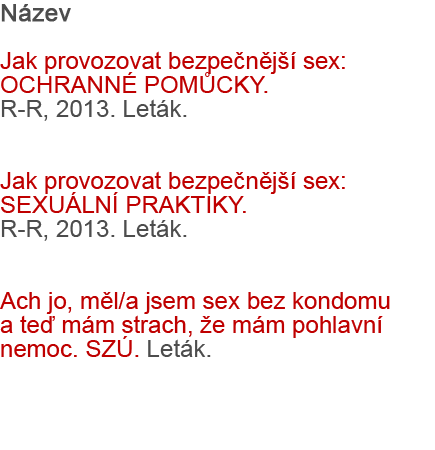 Název
Jak provozovat bezpečnější sex:
OCHRANNÉ POMŮCKY.
R-R, 2013. Leták.
Jak provozovat bezpečnější sex:
SEXUÁLNÍ PRAKTIKY.
R-R, 2013. Leták.
Ach jo, měl/a jsem sex bez kondomu
a teď mám strach, že mám pohlavní
nemoc. SZÚ. Leták.